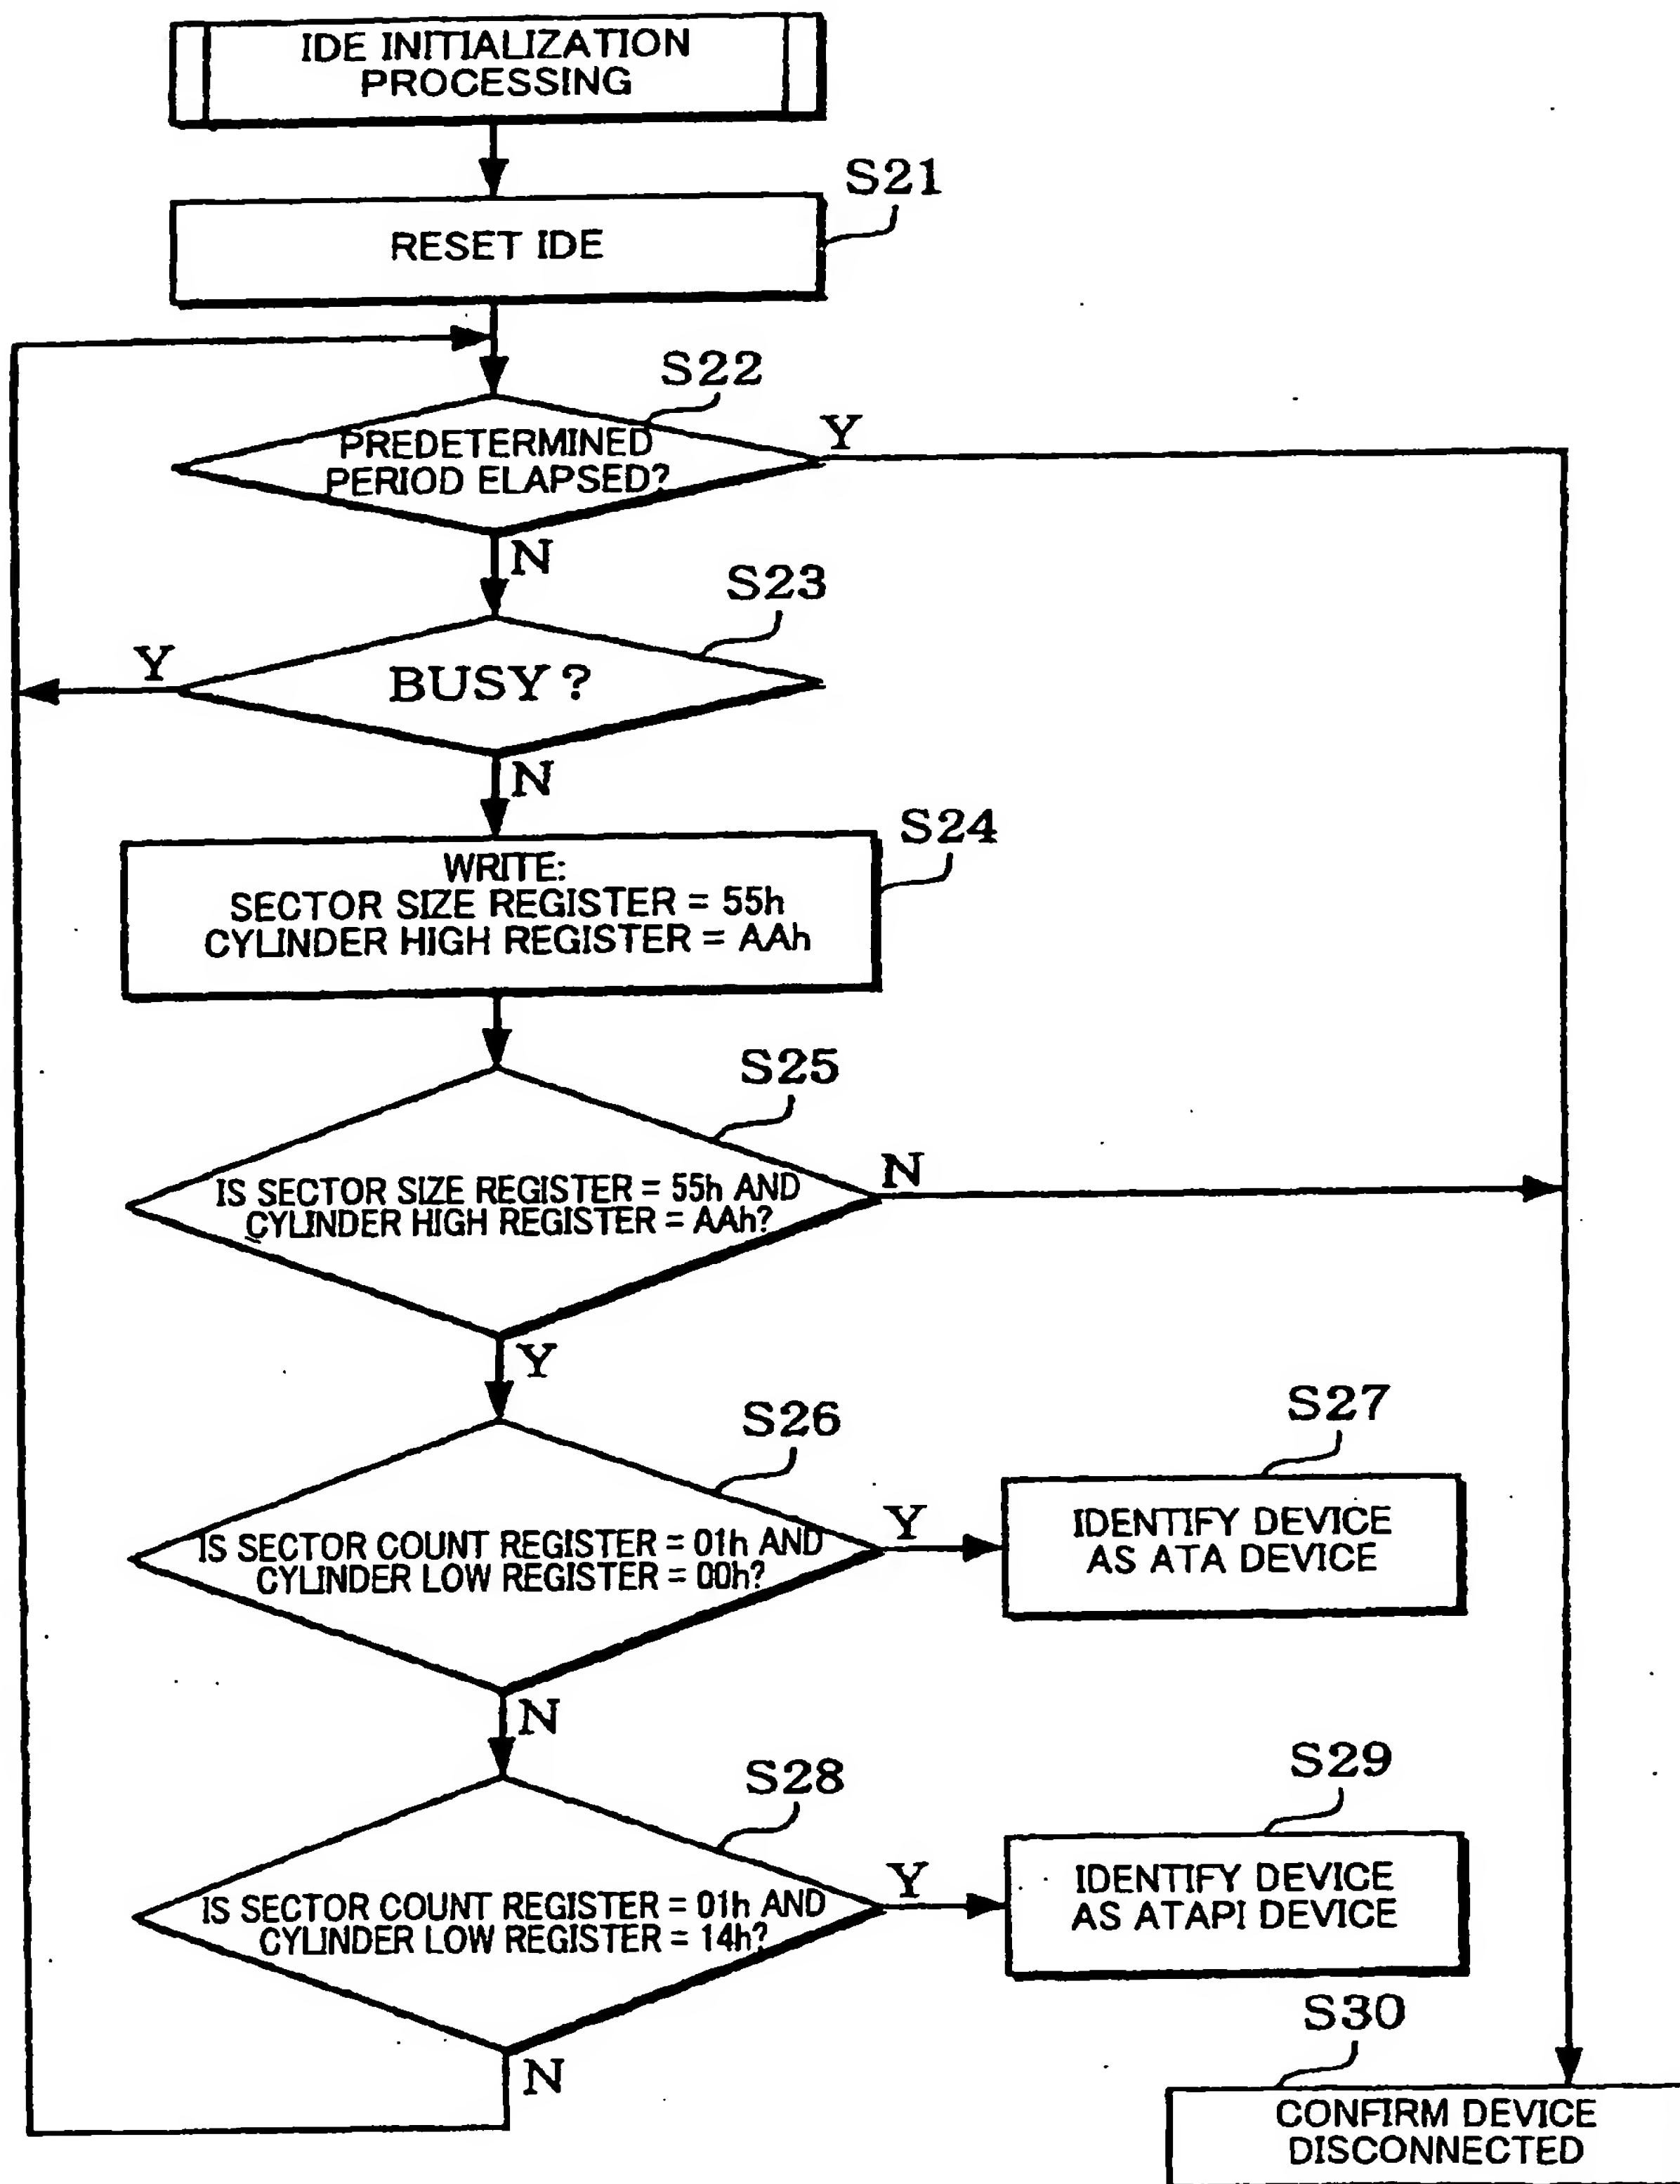 IDE INITIALIZATION
PROCESSING
S21
RESET IDE
S22
PREDETERMINED
PERIOD ELAPSED?
Y
N
S23
BUSY?
Y
N
S24
WRITE:
SECTOR SIZE REGISTER = 55h
CYLINDER HIGH REGISTER = AAh
S25
IS SECTOR SIZE REGISTER = 55h AND
CYLINDER HIGH REGISTER = AAh?
N
Y
S26
IS SECTOR COUNT REGISTER = 01h AND
CYLINDER LOW REGISTER = 00h?
Y
S27
IDENTIFY DEVICE
AS ATA DEVICE
N
S28
IS SECTOR COUNT REGISTER = 01h AND
CYLINDER LOW REGISTER = 14h?
Y
S29
IDENTIFY DEVICE
AS ATAPI DEVICE
N
S30
CONFIRM DEVICE
DISCONNECTED